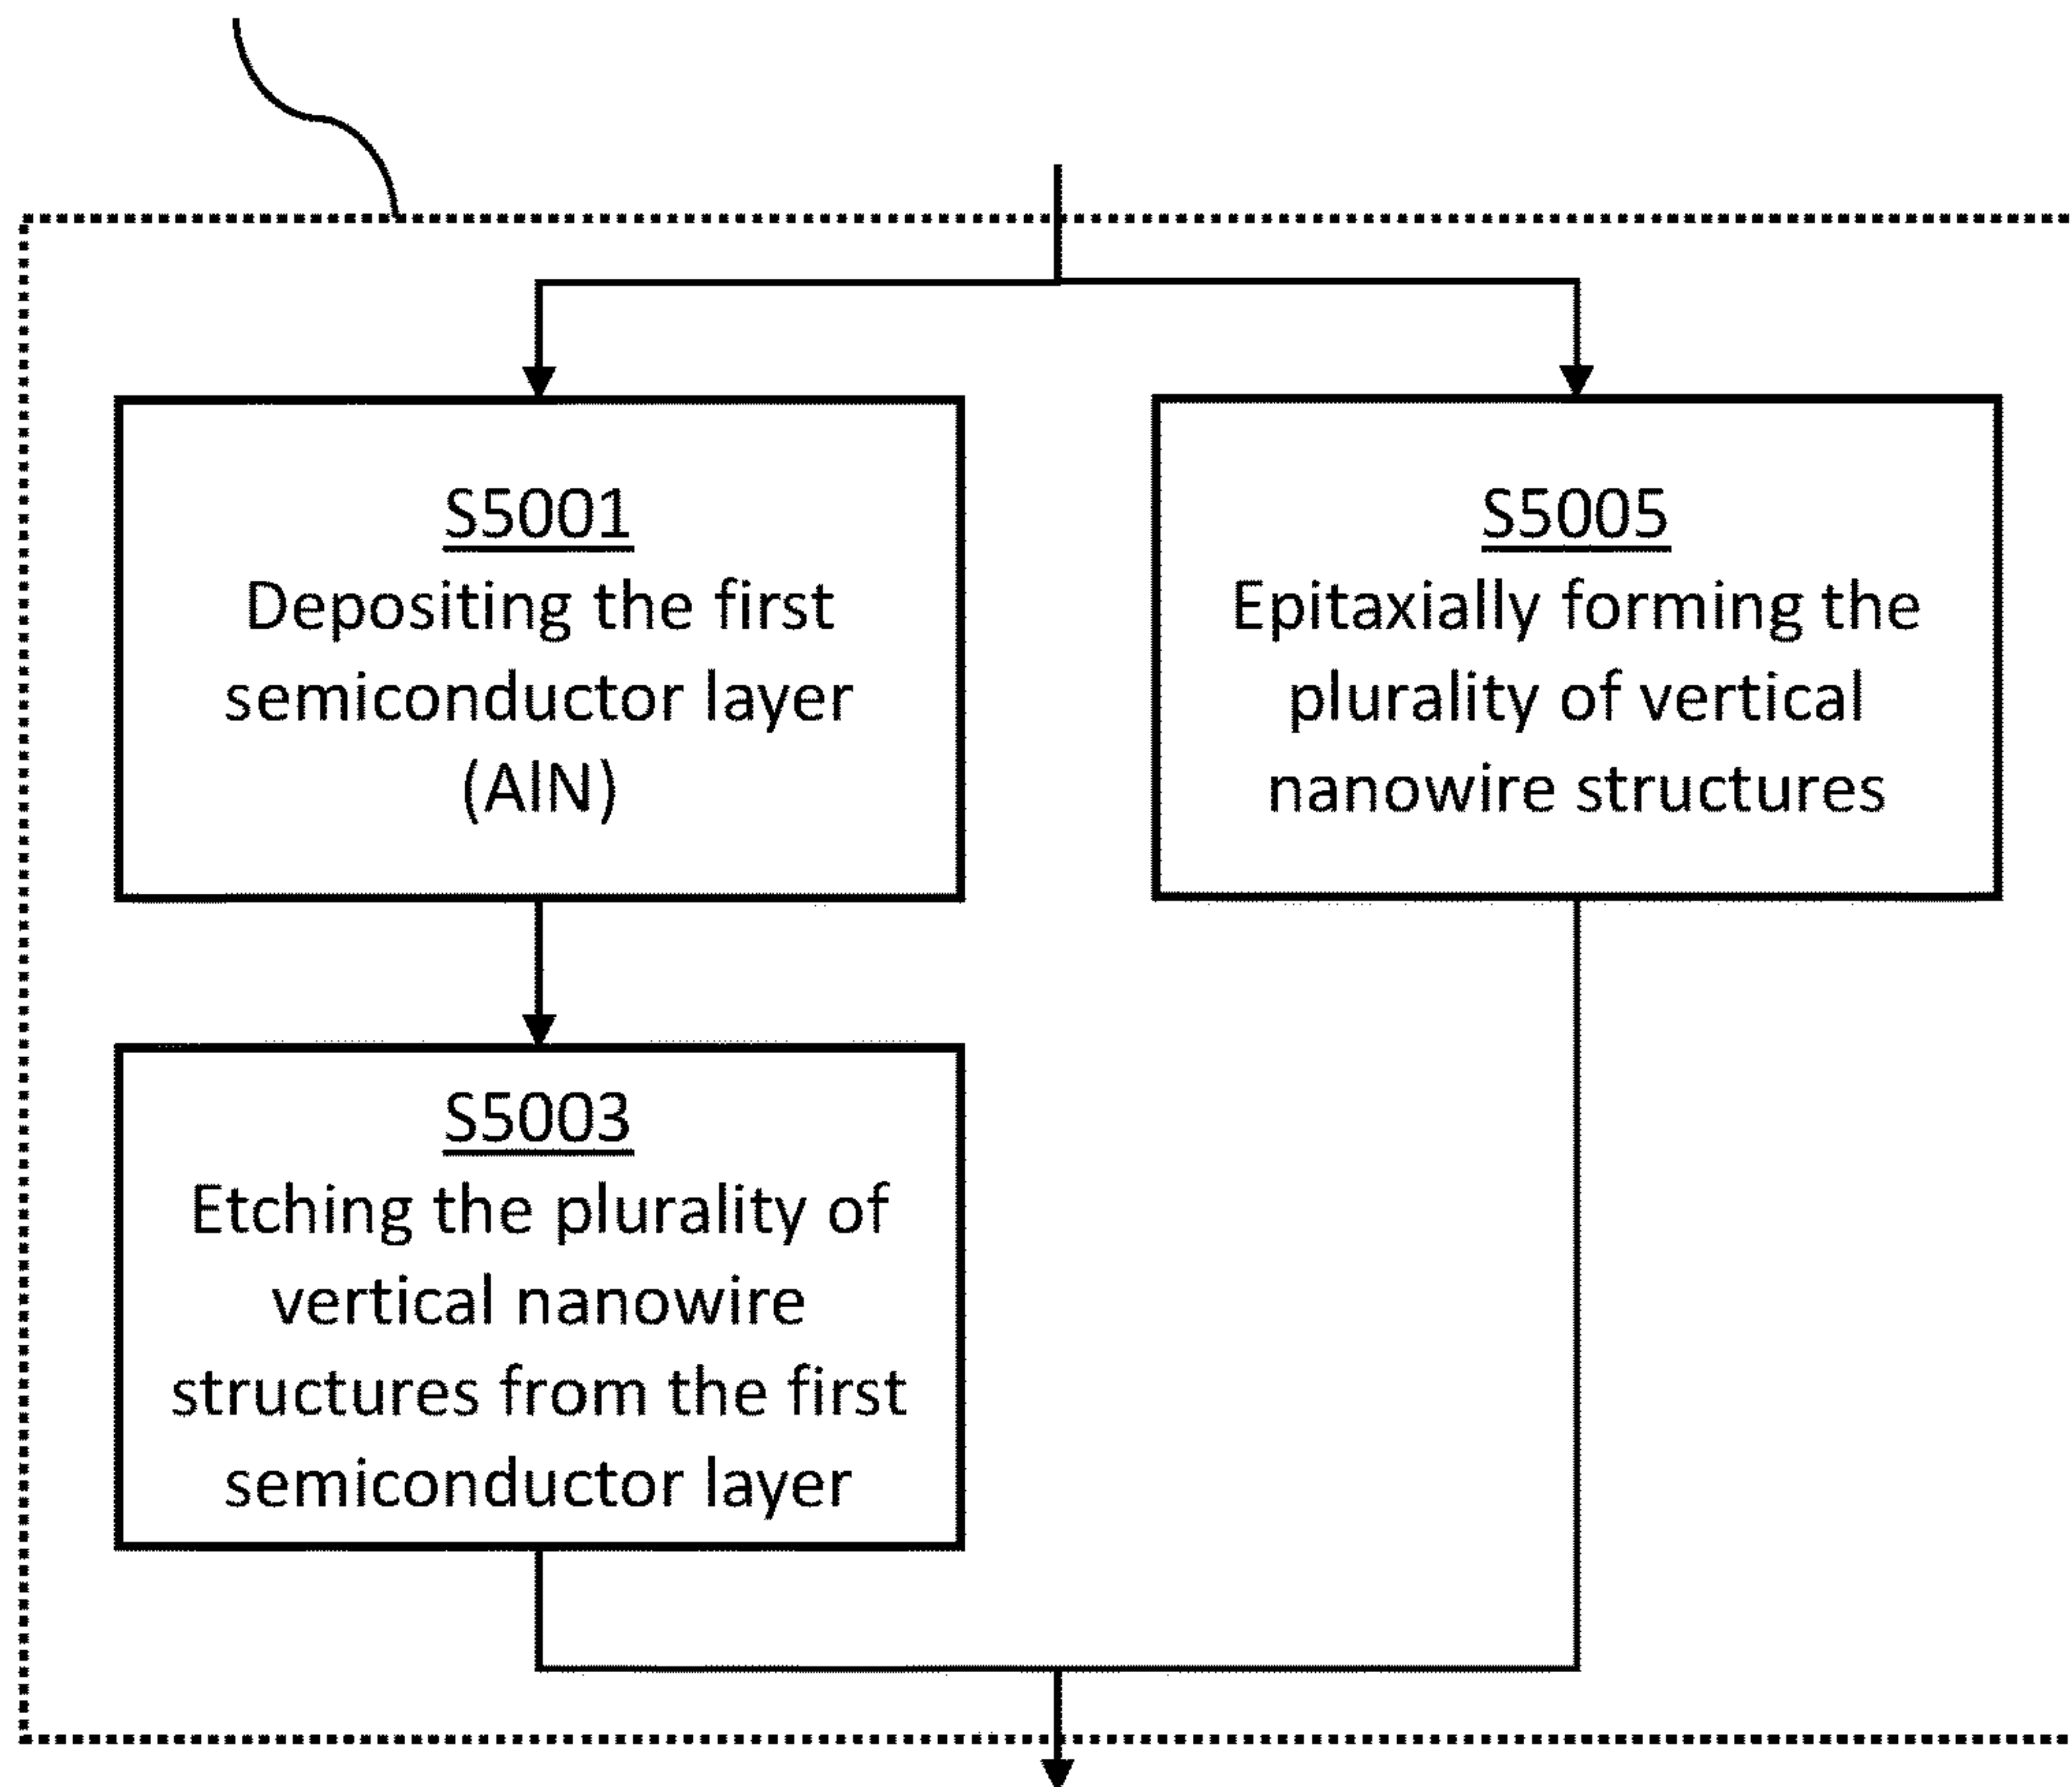 S5001
Depositing the first
semiconductor layer
(AlN)
S5005
Epitaxially forming the
plurality of vertical
nanowire structures
S5003
Etching the plurality of
vertical nanowire
structures from the first
semiconductor layer